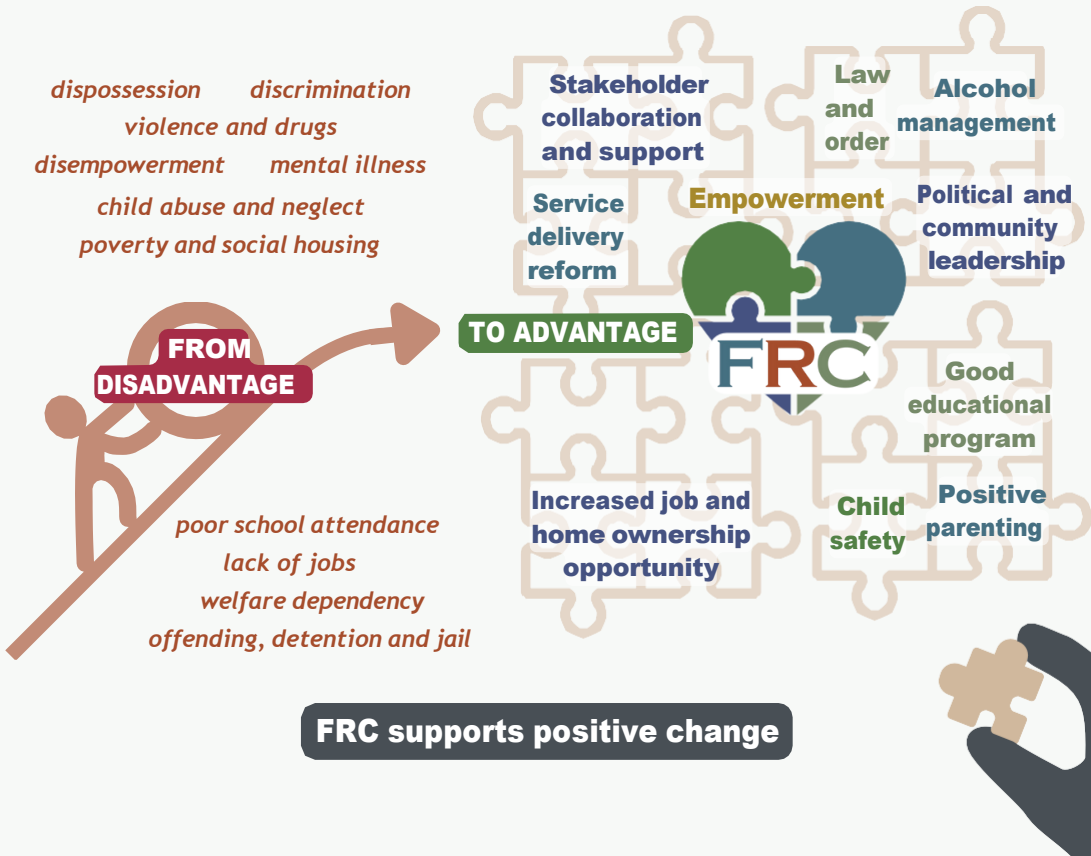 dispossession discrimination
violence and drugs
disempowerment mental illness
child abuse and neglect
poverty and social housing
FROM
DISADVANTAGE
poor school attendance
lack of jobs
welfare dependency
offending, detention and jail
TO ADVANTAGE
Stakeholder
collaboration
and support
Law
and
order
Alcohol
management
Service
delivery
reform
Empowerment
Political and
community
leadership
FRC
Good
educational
program
Increased job and
home ownership
opportunity
Child
safety
Positive
parenting
FRC supports positive change